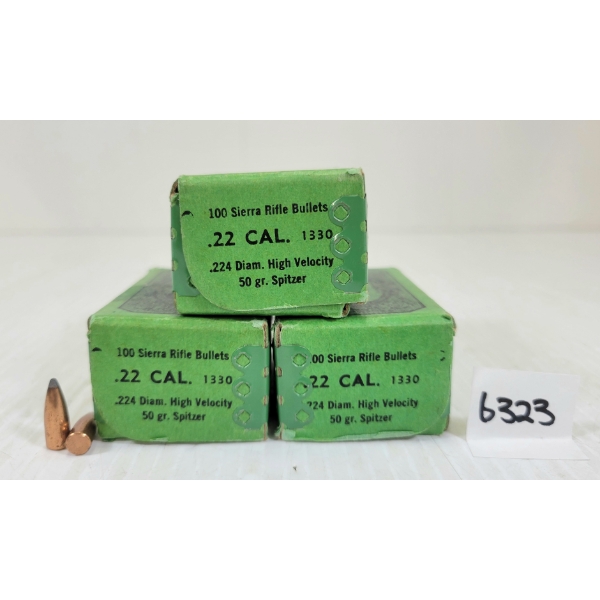 100 Sierra Rifle Bullets
.22 CAL. 1330
.224 Diam. High Velocity
50 gr. Spitzer
100 Sierra Rifle Bullets
.22 CAL. 1330
.224 Diam. High Velocity
50 gr. Spitzer
00 Sierra Rifle Bullets
22 CAL. 1330
224 Diam. High Velocity
50 gr. Spitzer
6323